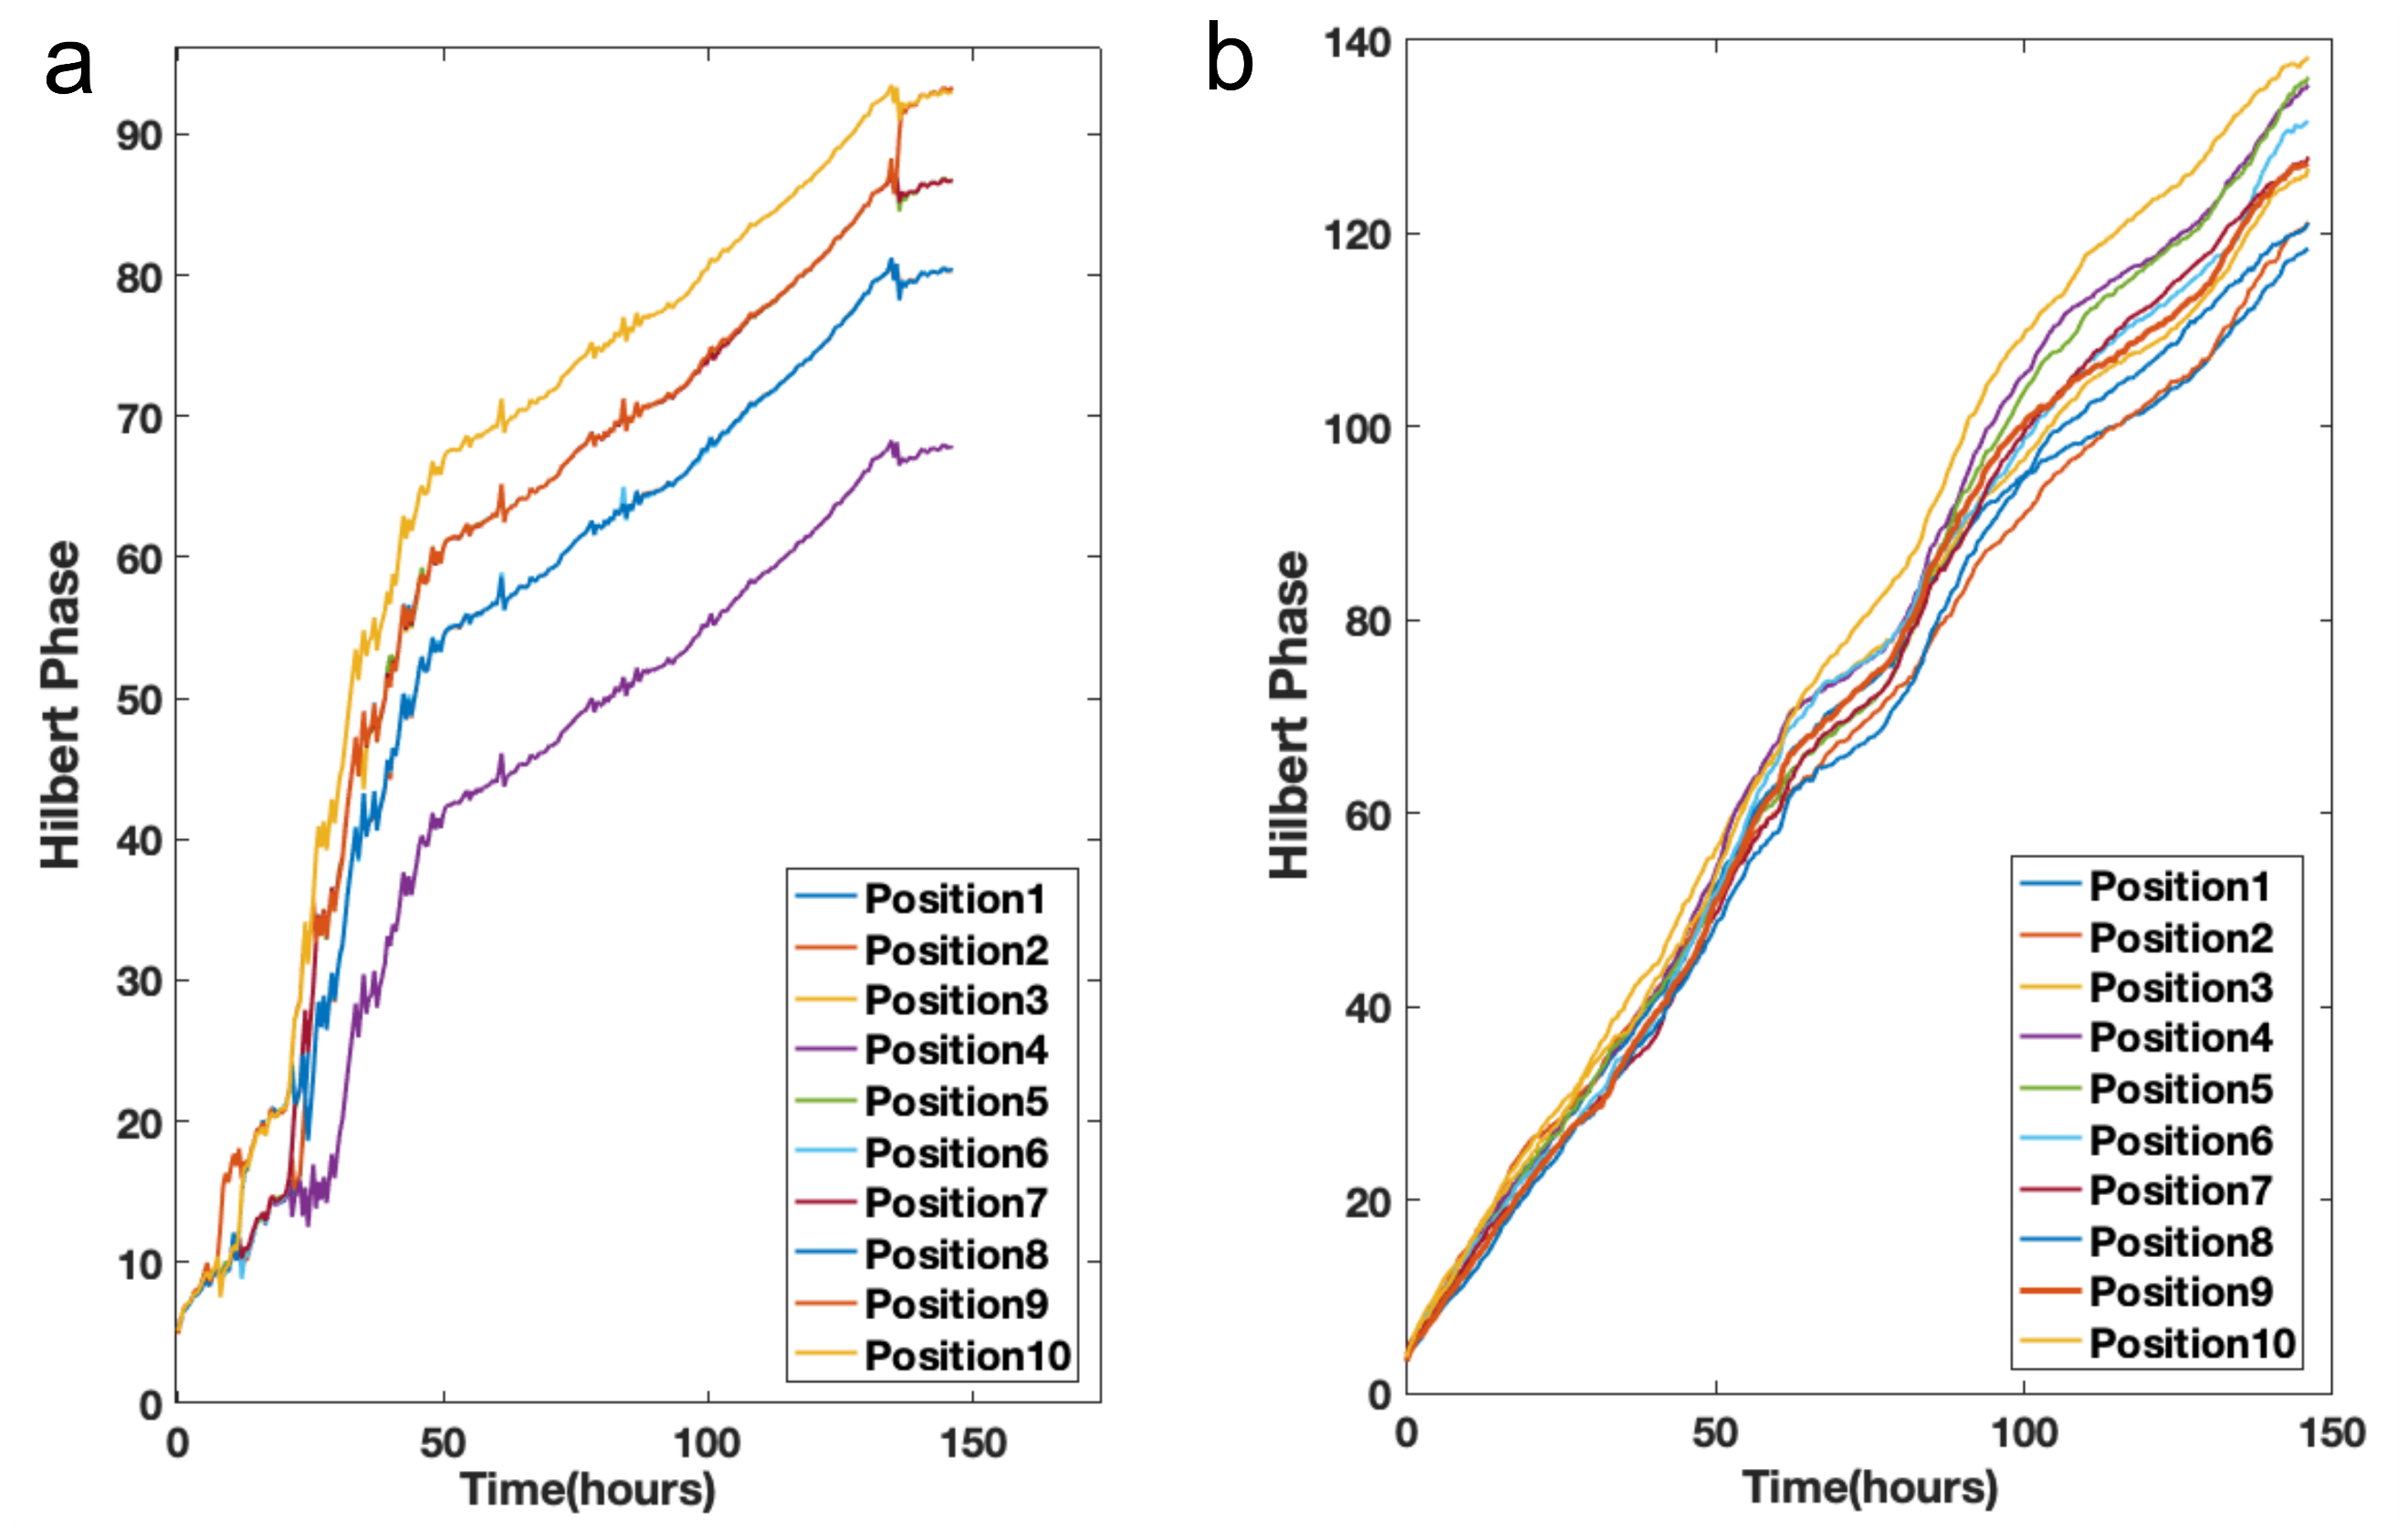 a
90
80
70
60
50
40
30
20
10
0
0 50 100 150
Hilbert Phase
Time(hours)
Position1
Position2
Position3
Position4
Position5
Position6
Position7
Position8
Position9
Position10
b
140
120
100
80
60
40
20
0
0 50 100 150
Hilbert Phase
Time(hours)
Position1
Position2
Position3
Position4
Position5
Position6
Position7
Position8
Position9
Position10